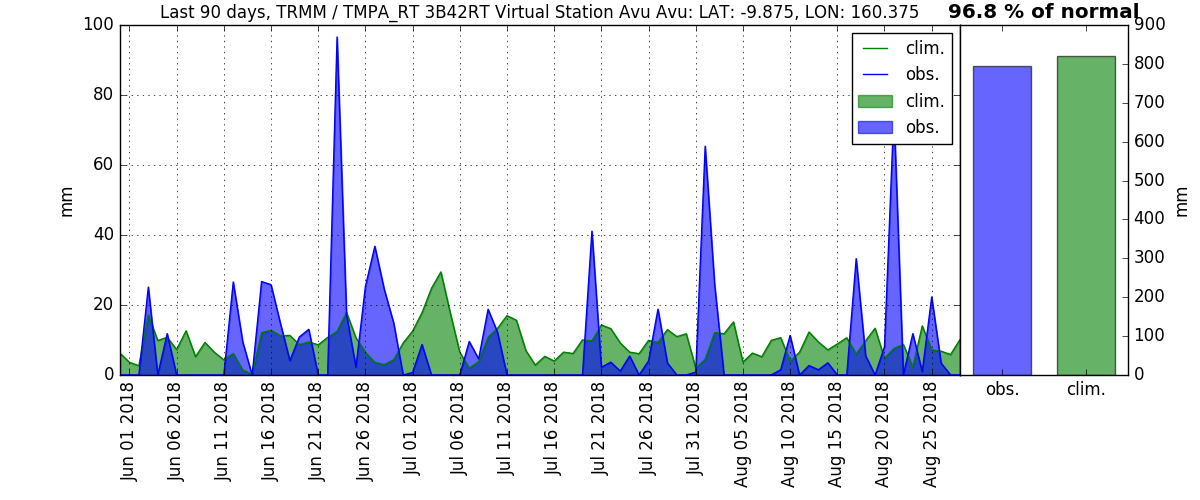 Last 90 days, TRMM / TMPA_RT 3B42RT Virtual Station Avu Avu: LAT: -9.875, LON: 160.375
96.8 % of normal
100
80
60
40
20
0
mm
clim.
obs.
clim.
obs.
900
800
700
600
500
400
300
200
100
0
mm
obs.
clim.
Jun 01 2018
Jun 06 2018
Jun 11 2018
Jun 16 2018
Jun 21 2018
Jun 26 2018
Jul 01 2018
Jul 06 2018
Jul 11 2018
Jul 16 2018
Jul 21 2018
Jul 26 2018
Jul 31 2018
Aug 05 2018
Aug 10 2018
Aug 15 2018
Aug 20 2018
Aug 25 2018